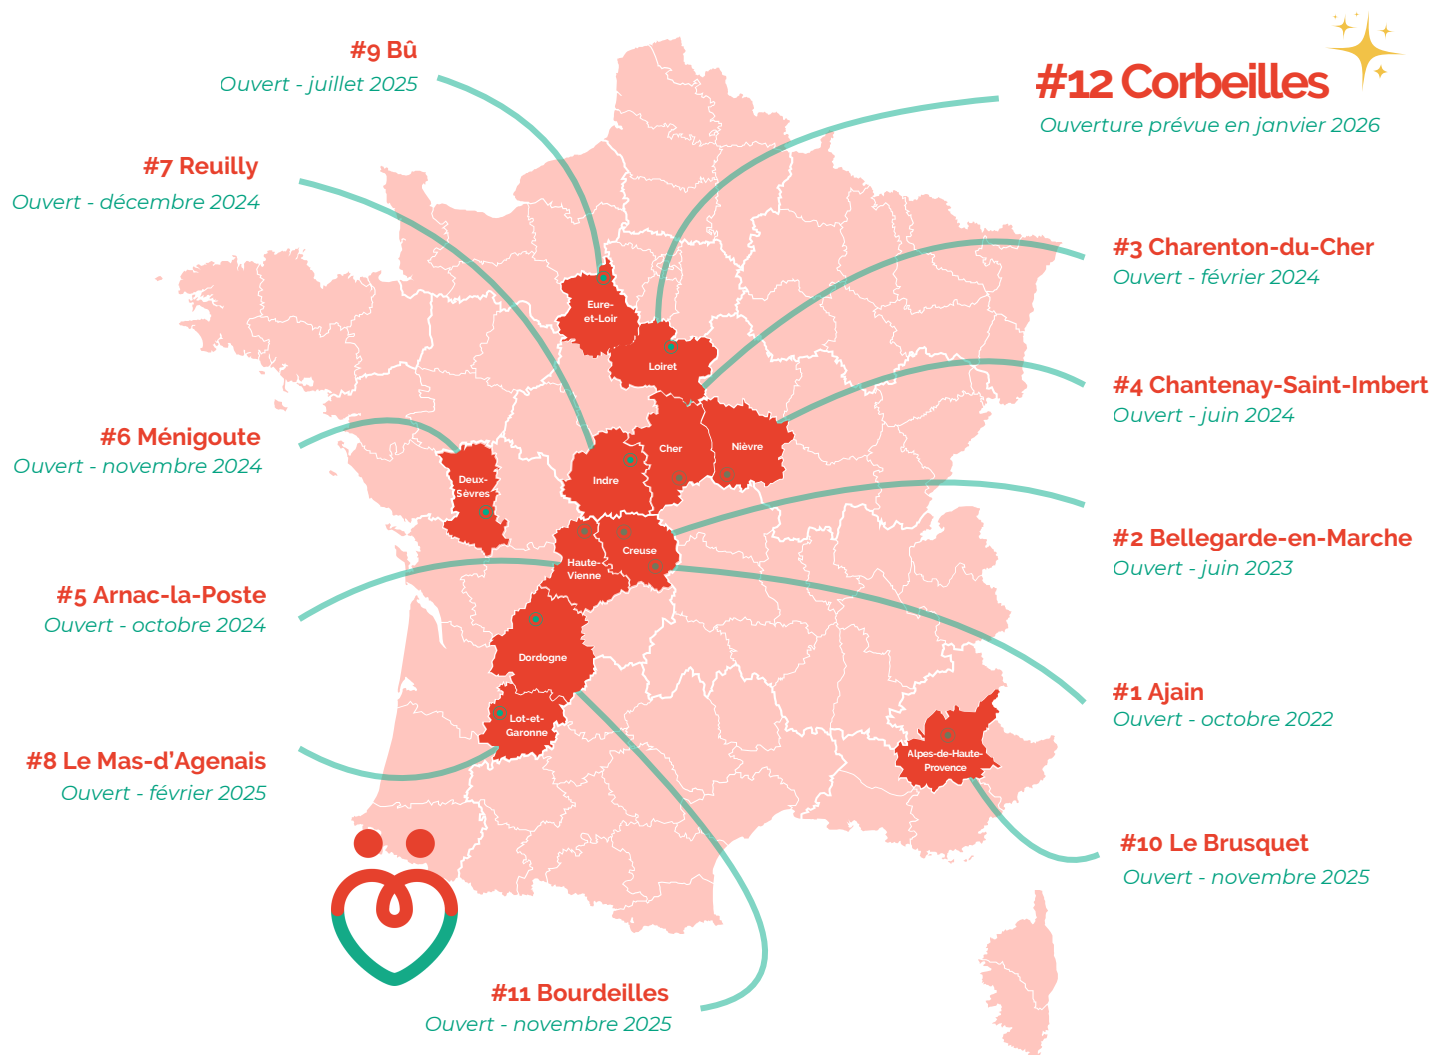 #9 Bû
Ouvert - juillet 2025
#12 Corbeilles
Ouverture prévue en janvier 2026
#7 Reuilly
Ouvert - décembre 2024
#3 Charenton-du-Cher
Ouvert - février 2024
#4 Chantenay-Saint-Imbert
Ouvert - juin 2024
#6 Ménigoute
Ouvert - novembre 2024
#2 Bellegarde-en-Marche
Ouvert - juin 2023
#5 Arnac-la-Poste
Ouvert - octobre 2024
#1 Ajain
Ouvert - octobre 2022
#8 Le Mas-d’Agenais
Ouvert - février 2025
#10 Le Brusquet
Ouvert - novembre 2025
#11 Bourdeilles
Ouvert - novembre 2025
Eure-
et-Loir
Loiret
Cher
Nièvre
Indre
Deux-
Sèvres
Creuse
Haute-
Vienne
Dordogne
Lot-et-
Garonne
Alpes-de-Haute-
Provence